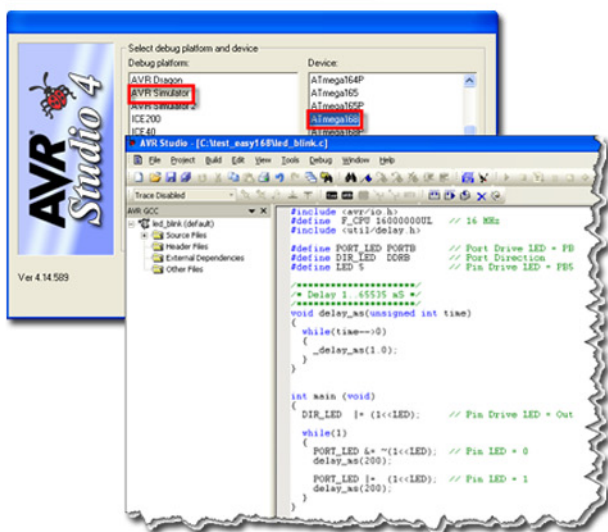 Select debug platform and device
Debug platform:
Device:
AVR Dragon
AVR Simulator
AVR Simulator 2
ICE200
ICE40
ATmega164P
ATmega165
ATmega165P
ATmega168
ATmega168P
AVR Studio 4
Ver 4.14.589
AVR Studio - [C:\test_easy168\led_blink.c]
File Project Build Edit View Tools Debug Window Help
Trace Disabled
AVR GCC
led_blink (default)
Source Files
Header Files
External Dependencies
Other Files
#include <avr/io.h>
#define F_CPU 16000000UL // 16 MHz
#include <util/delay.h>
#define PORT_LED PORTB // Port Drive LED = PB
#define DIR_LED DDRB // Port Direction
#define LED 5 // Pin Drive LED = PB5
/*********************/
/* Delay 1..65535 mS */
/*********************/
void delay_ms(unsigned int time)
{
while(time-->0)
{
_delay_ms(1.0);
}
}
int main (void)
{
DIR_LED |= (1<<LED); // Pin Drive LED = Out
while(1)
{
PORT_LED &= ~(1<<LED); // Pin LED = 0
delay_ms(200);
PORT_LED |= (1<<LED); // Pin LED = 1
delay_ms(200);
}
}